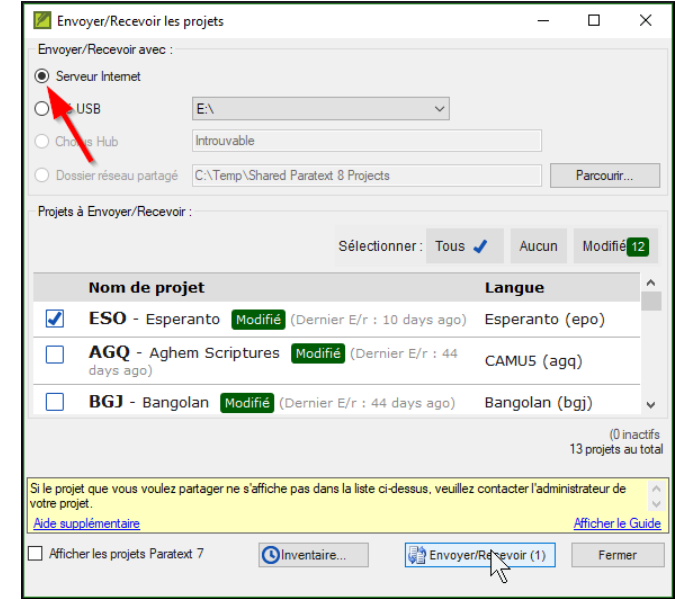 Envoyer/Recevoir les projets
Envoyer/Recevoir avec :
Serveur Internet
USB E:\
Hub Introuvable
Dossier réseau partagé C:\Temp\Shared Paratext 8 Projects Parcourir...
Projets à Envoyer/Recevoir :
Sélectionner : Tous Aucun Modifié 12
Nom de projet Langue
ESO - Esperanto Modifié (Dernier E/r : 10 days ago) Esperanto (epo)
AGQ - Aghem Scriptures Modifié (Dernier E/r : 44
days ago) CAMU5 (agq)
BGJ - Bangolan Modifié (Dernier E/r : 44 days ago) Bangolan (bgj)
(0 inactifs
13 projets au total
Si le projet que vous voulez partager ne s'affiche pas dans la liste ci-dessus, veuillez contacter l'administrateur de
votre projet.
Aide supplémentaire Afficher le Guide
Afficher les projets Paratext 7 Inventaire... Envoyer/Recevoir (1) Fermer